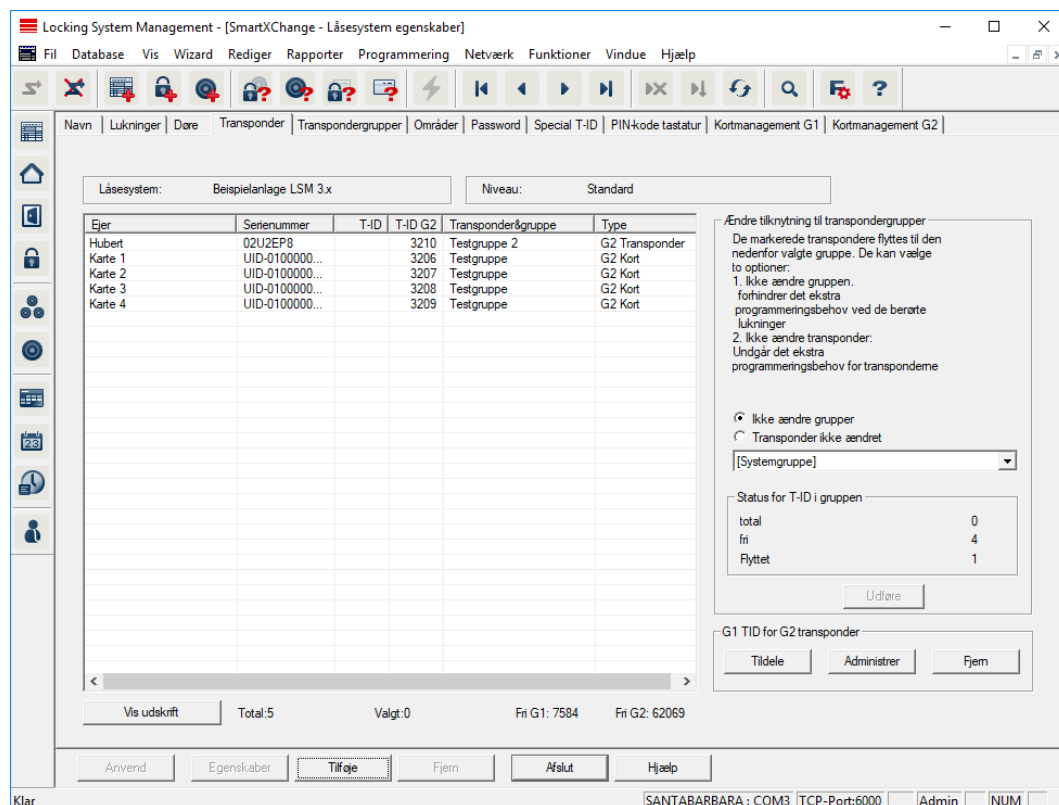 Locking System Management - [SmartXChange - Låsesystem egenskaber]
Fil Database Vis Wizard Rediger Rapporter Programmering Netværk Funktioner Vindue Hjælp
Navn Lukninger Døre Transponder Transpondergrupper Områder Password Special T-ID PIN-kode tastatur Kortmanagement G1 Kortmanagement G2
Låsesystem: Beispielanlage LSM 3.x Niveau: Standard
Ejer Serienummer T-ID T-ID G2 Transponder&gruppe Type
Hubert 02U2EP8 3210 Testgruppe 2 G2 Transponder
Karte 1 UID-0100000... 3206 Testgruppe G2 Kort
Karte 2 UID-0100000... 3207 Testgruppe G2 Kort
Karte 3 UID-0100000... 3208 Testgruppe G2 Kort
Karte 4 UID-0100000... 3209 Testgruppe G2 Kort
Ændre tilknytning til transpondergrupper
De markerede transpondere flyttes til den
nedenfor valgte gruppe. De kan vælge
to optioner:
1. Ikke ændre gruppen.
forhindrer det ekstra
programmeringsbehov ved de berørte
lukninger
2. Ikke ændre transponder:
Undgår det ekstra
programmeringsbehov for transponderne
Ikke ændre grupper
Transponder ikke ændret
[Systemgruppe]
Status for T-ID i gruppen
total 0
fri 4
Flyttet 1
Udføre
G1 TID for G2 transponder
Tildele Administrer Fjern
Vis udskrift Total:5 Valgt:0 Fri G1: 7584 Fri G2: 62069
Anvend Egenskaber Tilføje Fjern Afslut Hjælp
Klar SANTABARBARA : COM3 TCP-Port:6000 Admin NUM
23